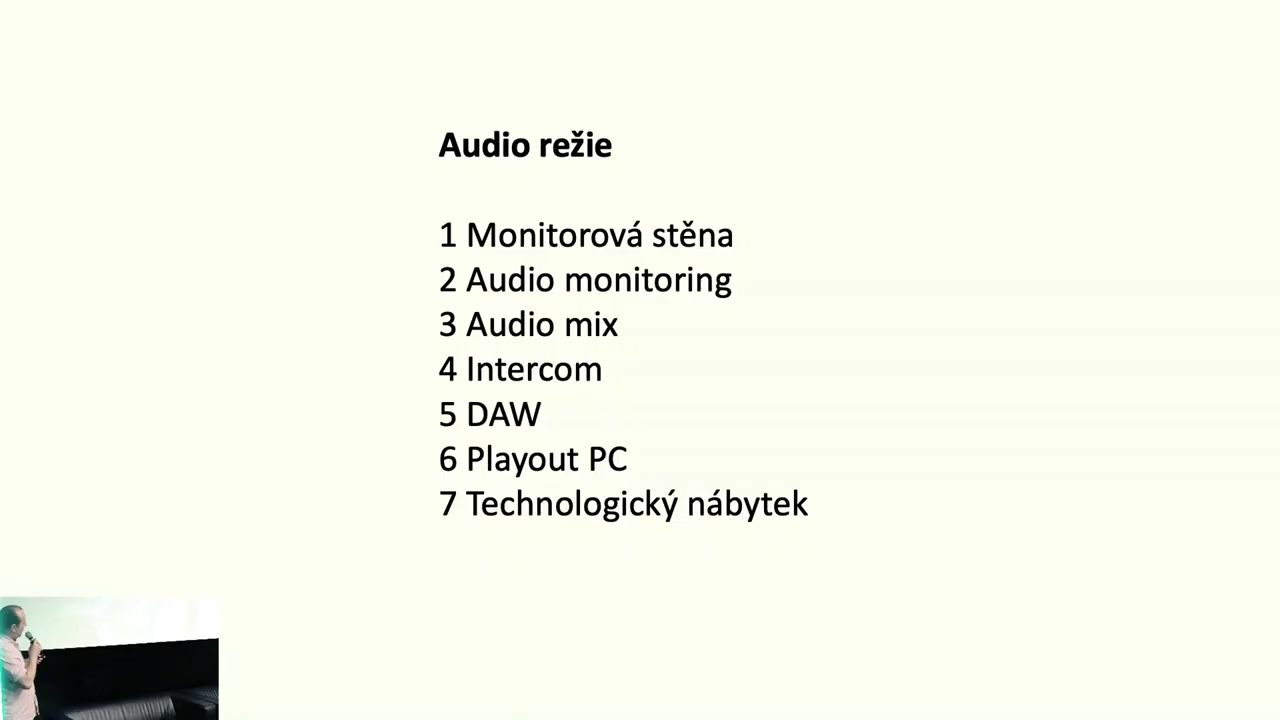 Audio režie
1 Monitorová stěna
2 Audio monitoring
3 Audio mix
4 Intercom
5 DAW
6 Playout PC
7 Technologický nábytek